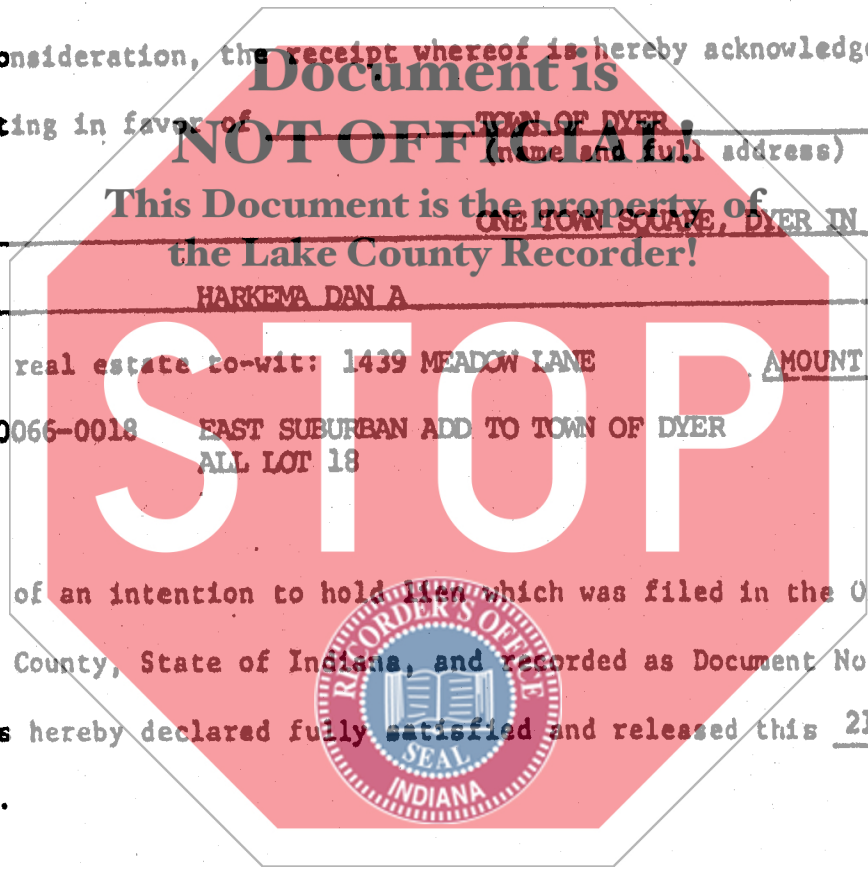 onsideration, the receipt whereof is hereby acknowledge
Document is
ting in favor of TOWN OF DYER
NOT OFFICIAL!
(name and full address)
This Document is the property of
ONE TOWN SQUARE, DYER IN
the Lake County Recorder!
HARKEMA DAN A
STOP
real estate to-wit: 1439 MEADOW LANE AMOUNT
0066-0018 EAST SUBURBAN ADD TO TOWN OF DYER
ALL LOT 18
of an intention to hold lien which was filed in the O
RECORDER'S OFFICE
County, State of Indiana, and recorded as Document No
s hereby declared fully satisfied and released this 21
SEAL
INDIANA